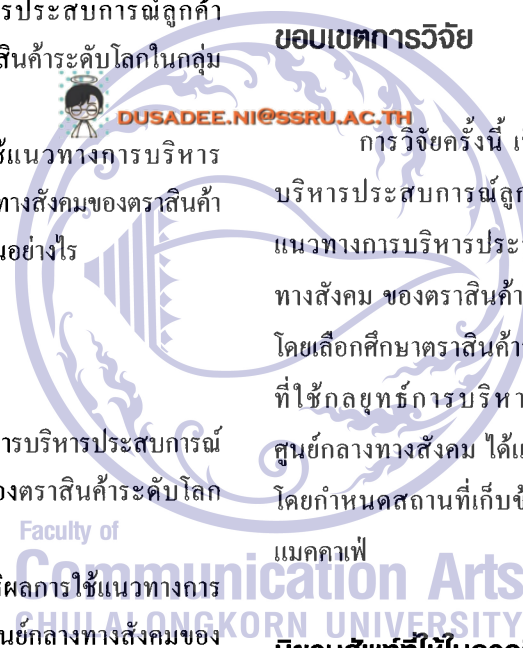 รประสบการณ์ลูกค้า
สินค้าระดับโลกในกลุ่ม
ช้แนวทางการบริหาร
ทางสังคมของตราสินค้า
นอย่างไร
ารบริหารประสบการณ์
องตราสินค้าระดับโลก
ธิผลการใช้แนวทางการ
นย์กลางทางสังคมของ
ขอบเขตการวิจัย
DUSADEE.NI@SSRU.AC.TH
การวิจัยครั้งนี้ เ
บริหารประสบการณ์ลูก
แนวทางการบริหารประ
ทางสังคม ของตราสินค้า
โดยเลือกศึกษาตราสินค้า
ที่ใช้กลยุทธ์การบริหา
ศูนย์กลางทางสังคม ได้แ
โดยกำหนดสถานที่เก็บข้
แมคคาเฟ่
นิยามศัพท์ที่ใช้ในการ
Faculty of
Communication Arts
CHULALONGKORN UNIVERSITY